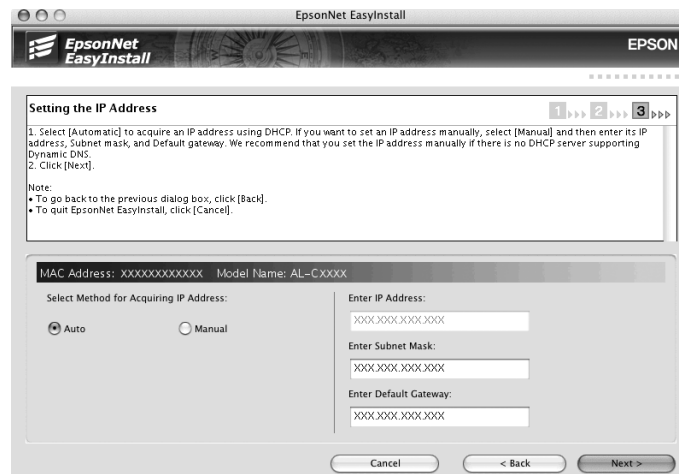 EpsonNet EasyInstall
EpsonNet
EasyInstall
EPSON
Setting the IP Address
1 2 3
1. Select [Automatic] to acquire an IP address using DHCP. If you want to set an IP address manually, select [Manual] and then enter its IP
address, Subnet mask, and Default gateway. We recommend that you set the IP address manually if there is no DHCP server supporting
Dynamic DNS.
2. Click [Next].
Note:
• To go back to the previous dialog box, click [Back].
• To quit EpsonNet EasyInstall, click [Cancel].
MAC Address: XXXXXXXXXXXX Model Name: AL-CXXXX
Select Method for Acquiring IP Address:
Auto Manual
Enter IP Address:
XXX.XXX.XXX.XXX
Enter Subnet Mask:
XXX.XXX.XXX.XXX
Enter Default Gateway:
XXX.XXX.XXX.XXX
Cancel < Back Next >